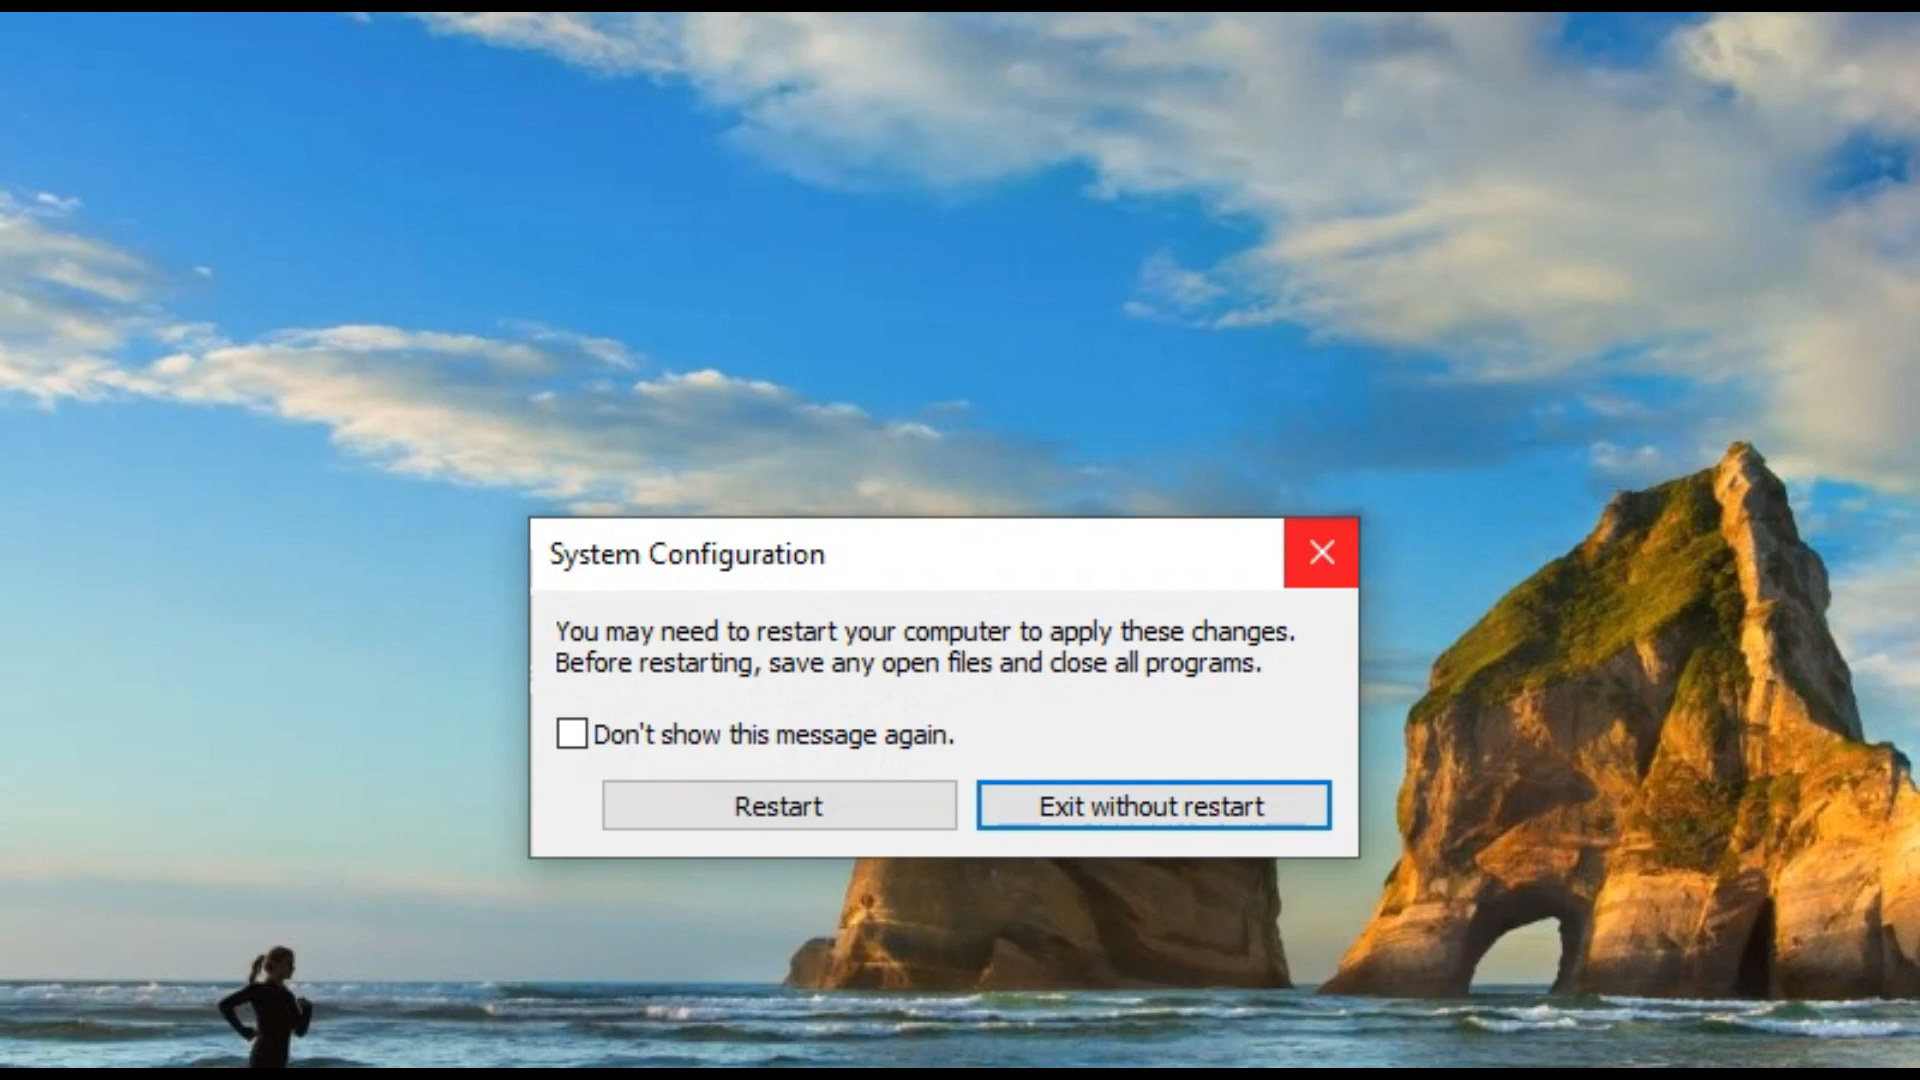 System Configuration
You may need to restart your computer to apply these changes.
Before restarting, save any open files and close all programs.
Don't show this message again.
Restart
Exit without restart